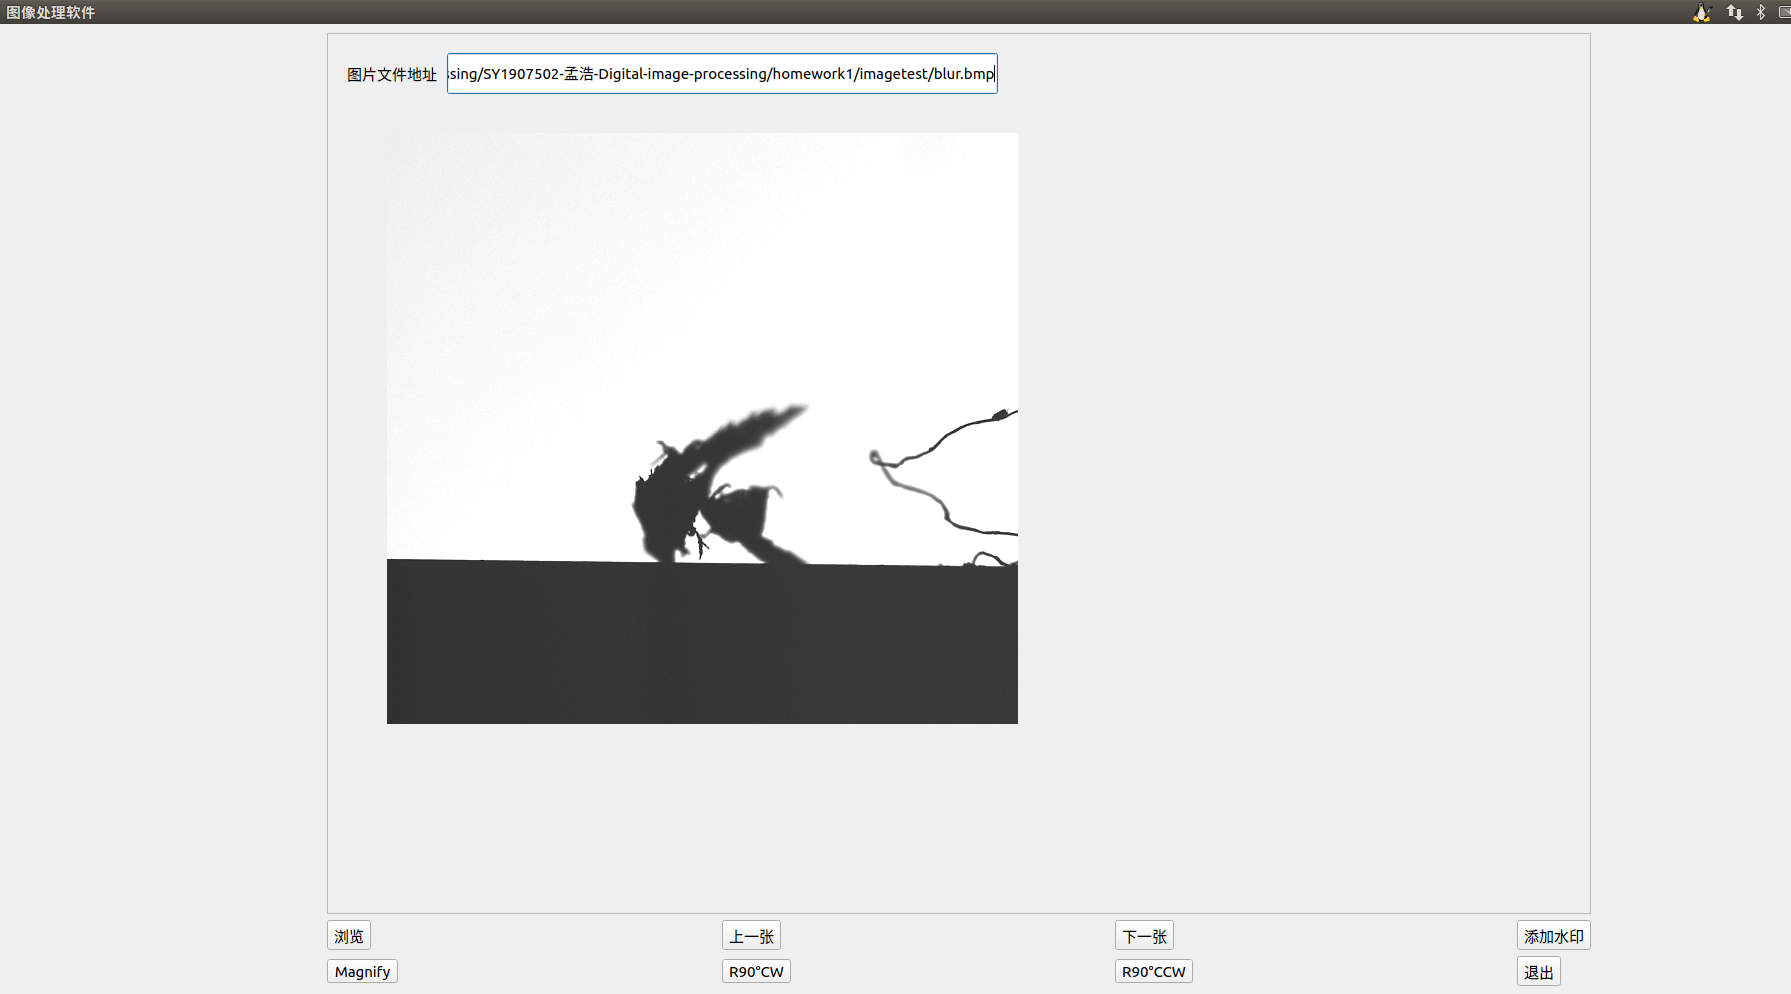 图像处理软件
图片文件地址 sing/SY1907502-孟浩-Digital-image-processing/homework1/imagetest/blur.bmp
浏览 上一张 下一张 添加水印
Magnify R90°CW R90°CCW 退出